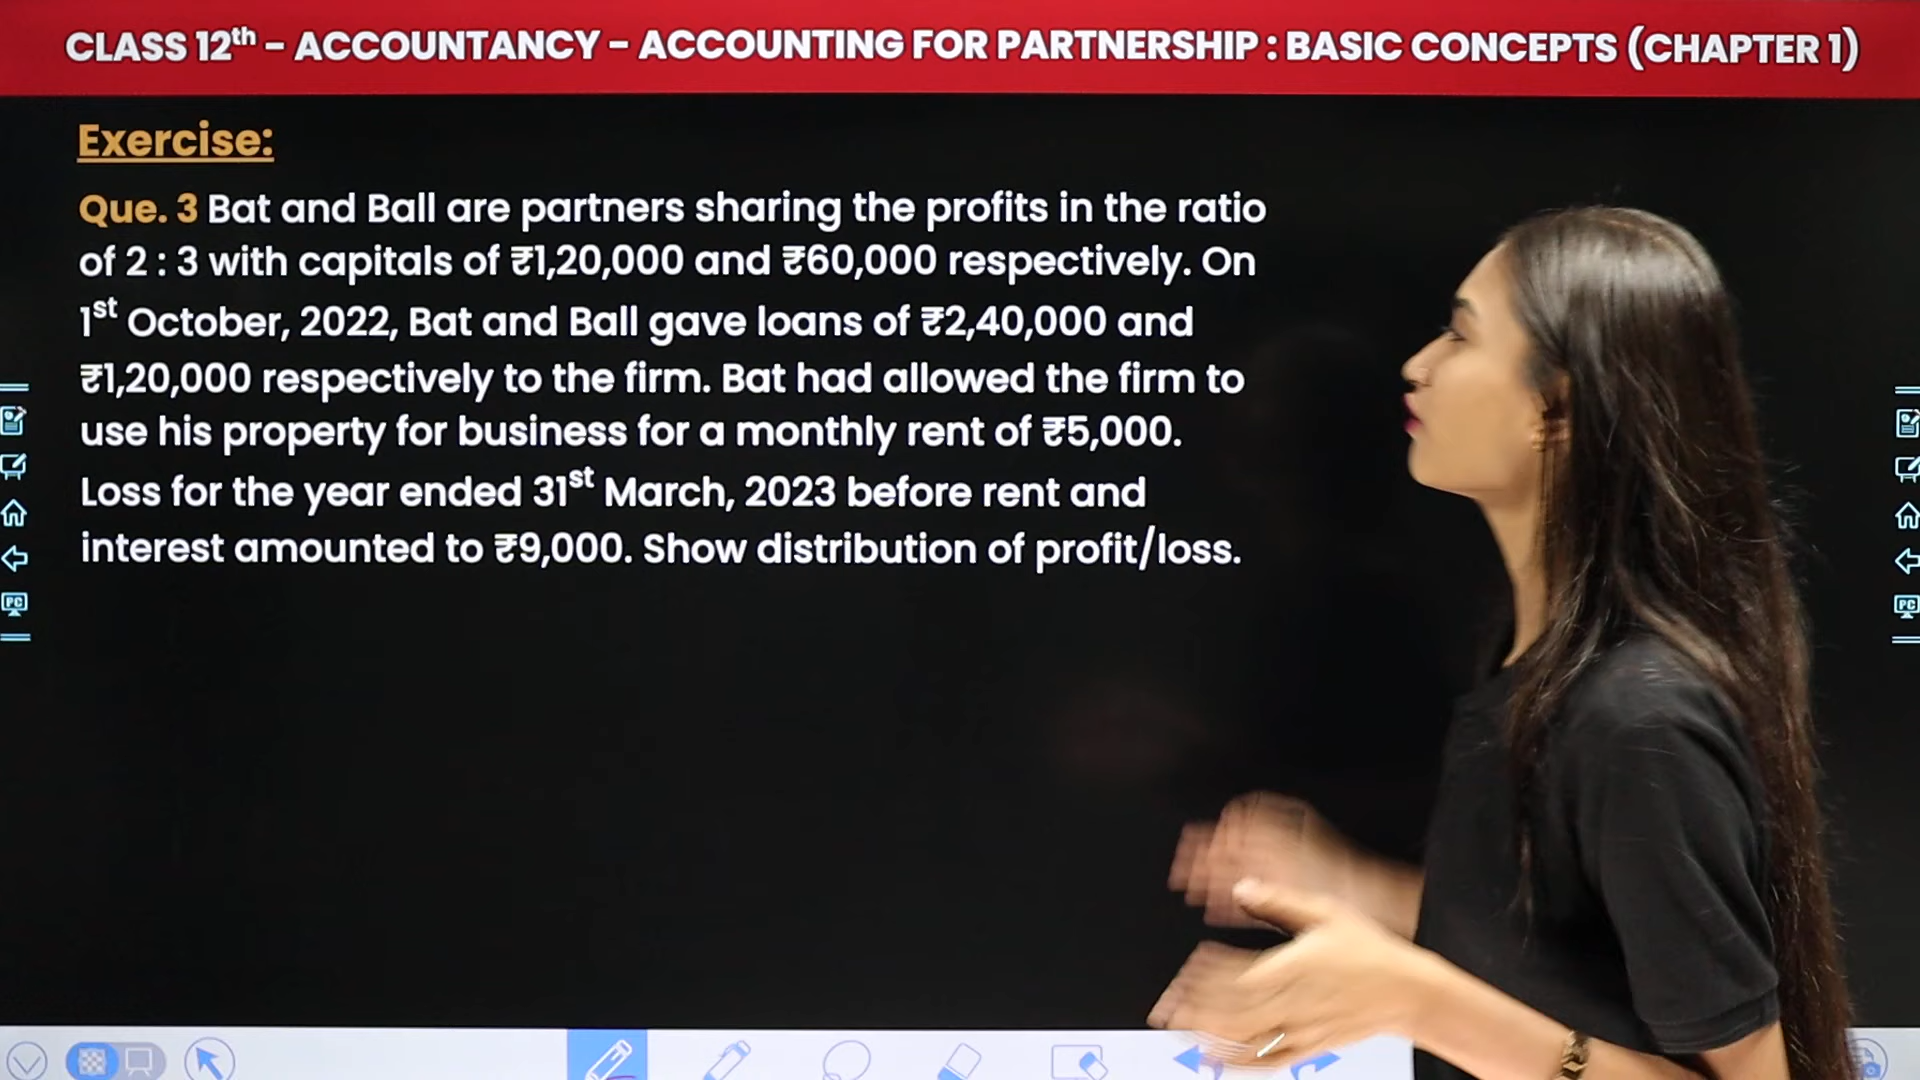 CLASS 12th - ACCOUNTANCY - ACCOUNTING FOR PARTNERSHIP : BASIC CONCEPTS (CHAPTER 1)
Exercise:
Que. 3 Bat and Ball are partners sharing the profits in the ratio
of 2 : 3 with capitals of ₹1,20,000 and ₹60,000 respectively. On
1st October, 2022, Bat and Ball gave loans of ₹2,40,000 and
₹1,20,000 respectively to the firm. Bat had allowed the firm to
use his property for business for a monthly rent of ₹5,000.
Loss for the year ended 31st March, 2023 before rent and
interest amounted to ₹9,000. Show distribution of profit/loss.
PC
PC